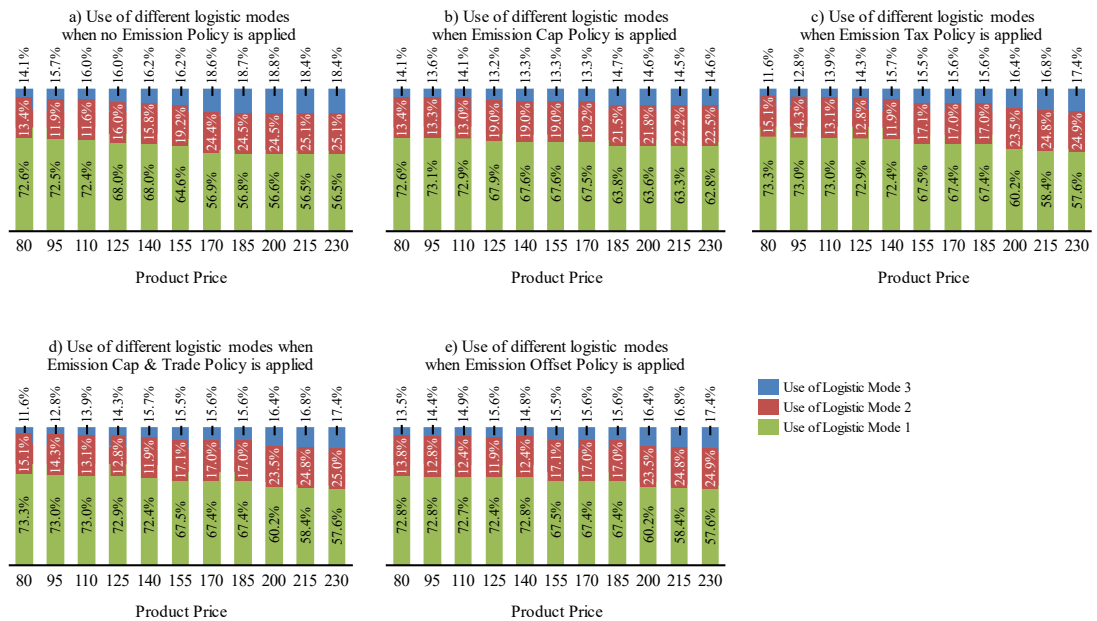 a) Use of different logistic modes
when no Emission Policy is applied
14.1% 15.7% 16.0% 16.0% 16.2% 16.2% 18.6% 18.7% 18.8% 18.4% 18.4%
13.4% 11.9% 11.6% 16.0% 15.8% 19.2% 24.4% 24.5% 24.5% 25.1% 25.1%
72.6% 72.5% 72.4% 68.0% 68.0% 64.6% 56.9% 56.8% 56.6% 56.5% 56.5%
80 95 110 125 140 155 170 185 200 215 230
Product Price
b) Use of different logistic modes
when Emission Cap Policy is applied
14.1% 13.6% 14.1% 13.2% 13.3% 13.3% 13.3% 14.7% 14.6% 14.5% 14.6%
13.4% 13.3% 13.0% 19.0% 19.0% 19.0% 19.2% 21.5% 21.8% 22.2% 22.5%
72.6% 73.1% 72.9% 67.9% 67.6% 67.6% 67.5% 63.8% 63.6% 63.3% 62.8%
80 95 110 125 140 155 170 185 200 215 230
Product Price
c) Use of different logistic modes
when Emission Tax Policy is applied
11.6% 12.8% 13.9% 14.3% 15.7% 15.5% 15.6% 15.6% 16.4% 16.8% 17.4%
15.1% 14.3% 13.1% 12.8% 11.9% 17.1% 17.0% 17.0% 23.5% 24.8% 24.9%
73.3% 73.0% 73.0% 72.9% 72.4% 67.5% 67.4% 67.4% 60.2% 58.4% 57.6%
80 95 110 125 140 155 170 185 200 215 230
Product Price
d) Use of different logistic modes when
Emission Cap & Trade Policy is applied
11.6% 12.8% 13.9% 14.3% 15.7% 15.5% 15.6% 15.6% 16.4% 16.8% 17.4%
15.1% 14.3% 13.1% 12.8% 11.9% 17.1% 17.0% 17.0% 23.5% 24.8% 25.0%
73.3% 73.0% 73.0% 72.9% 72.4% 67.5% 67.4% 67.4% 60.2% 58.4% 57.6%
80 95 110 125 140 155 170 185 200 215 230
Product Price
e) Use of different logistic modes
when Emission Offset Policy is applied
13.5% 14.4% 14.9% 15.6% 14.8% 15.5% 15.6% 15.6% 16.4% 16.8% 17.4%
13.8% 12.8% 12.4% 11.9% 12.4% 17.1% 17.0% 17.0% 23.5% 24.8% 24.9%
72.8% 72.8% 72.7% 72.4% 72.8% 67.5% 67.4% 67.4% 60.2% 58.4% 57.6%
80 95 110 125 140 155 170 185 200 215 230
Product Price
Use of Logistic Mode 3
Use of Logistic Mode 2
Use of Logistic Mode 1